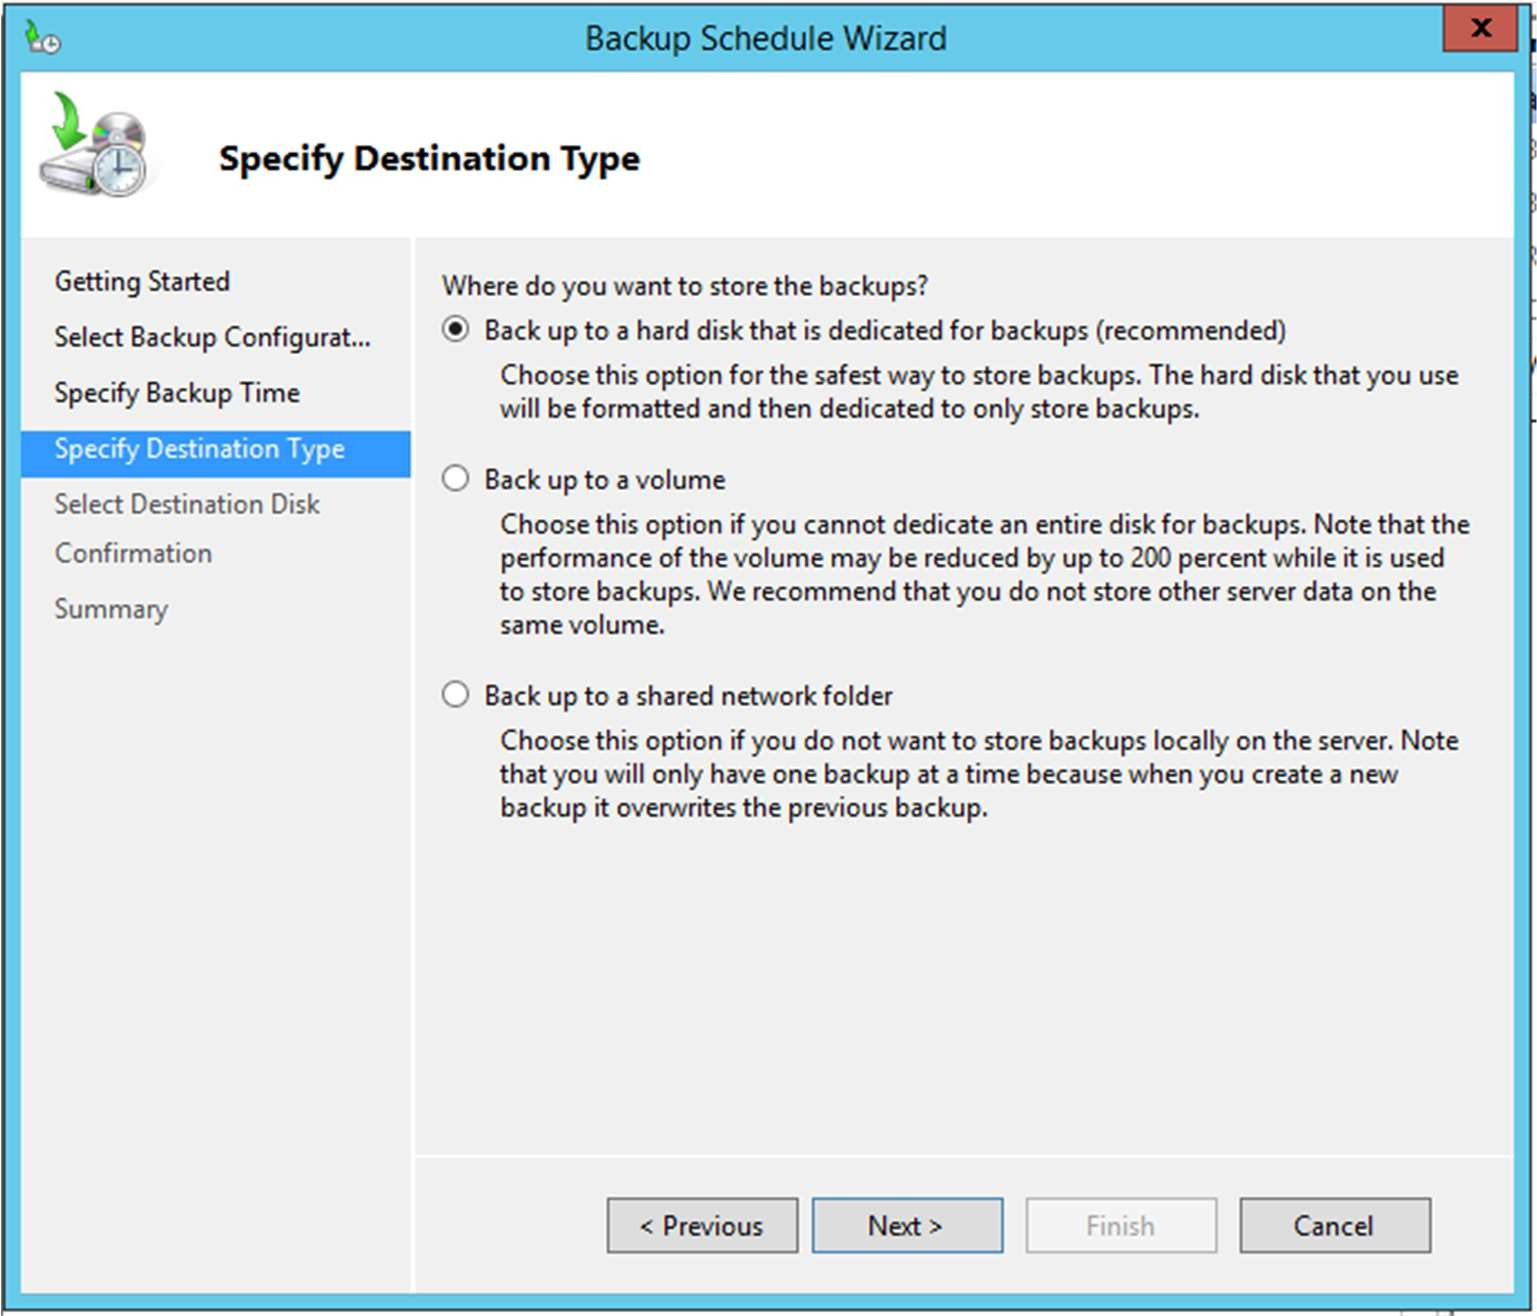 Backup Schedule Wizard
X
Specify Destination Type
Getting Started
Select Backup Configurat...
Specify Backup Time
Specify Destination Type
Select Destination Disk
Confirmation
Summary
Where do you want to store the backups?
Back up to a hard disk that is dedicated for backups (recommended)
Choose this option for the safest way to store backups. The hard disk that you use
will be formatted and then dedicated to only store backups.
Back up to a volume
Choose this option if you cannot dedicate an entire disk for backups. Note that the
performance of the volume may be reduced by up to 200 percent while it is used
to store backups. We recommend that you do not store other server data on the
same volume.
Back up to a shared network folder
Choose this option if you do not want to store backups locally on the server. Note
that you will only have one backup at a time because when you create a new
backup it overwrites the previous backup.
< Previous
Next >
Finish
Cancel